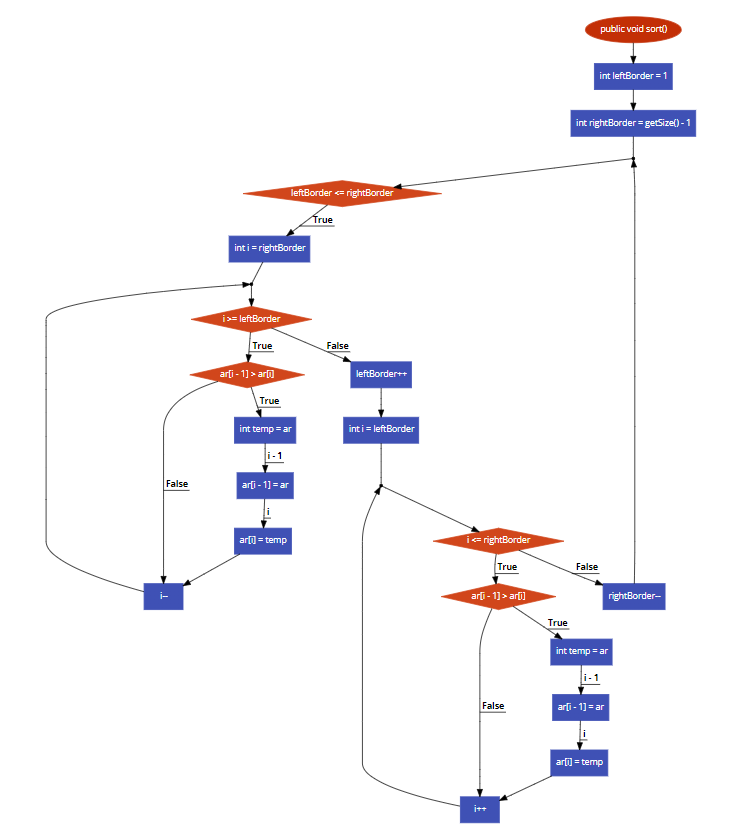 public void sort()
int leftBorder = 1
int rightBorder = getSize() - 1
leftBorder <= rightBorder
True
int i = rightBorder
i >= leftBorder
True
False
ar[i - 1] > ar[i]
leftBorder++
True
int temp = ar
int i = leftBorder
i - 1
False
ar[i - 1] = ar
i
ar[i] = temp
i--
i <= rightBorder
True
False
ar[i - 1] > ar[i]
rightBorder--
True
int temp = ar
i - 1
False
ar[i - 1] = ar
i
ar[i] = temp
i++